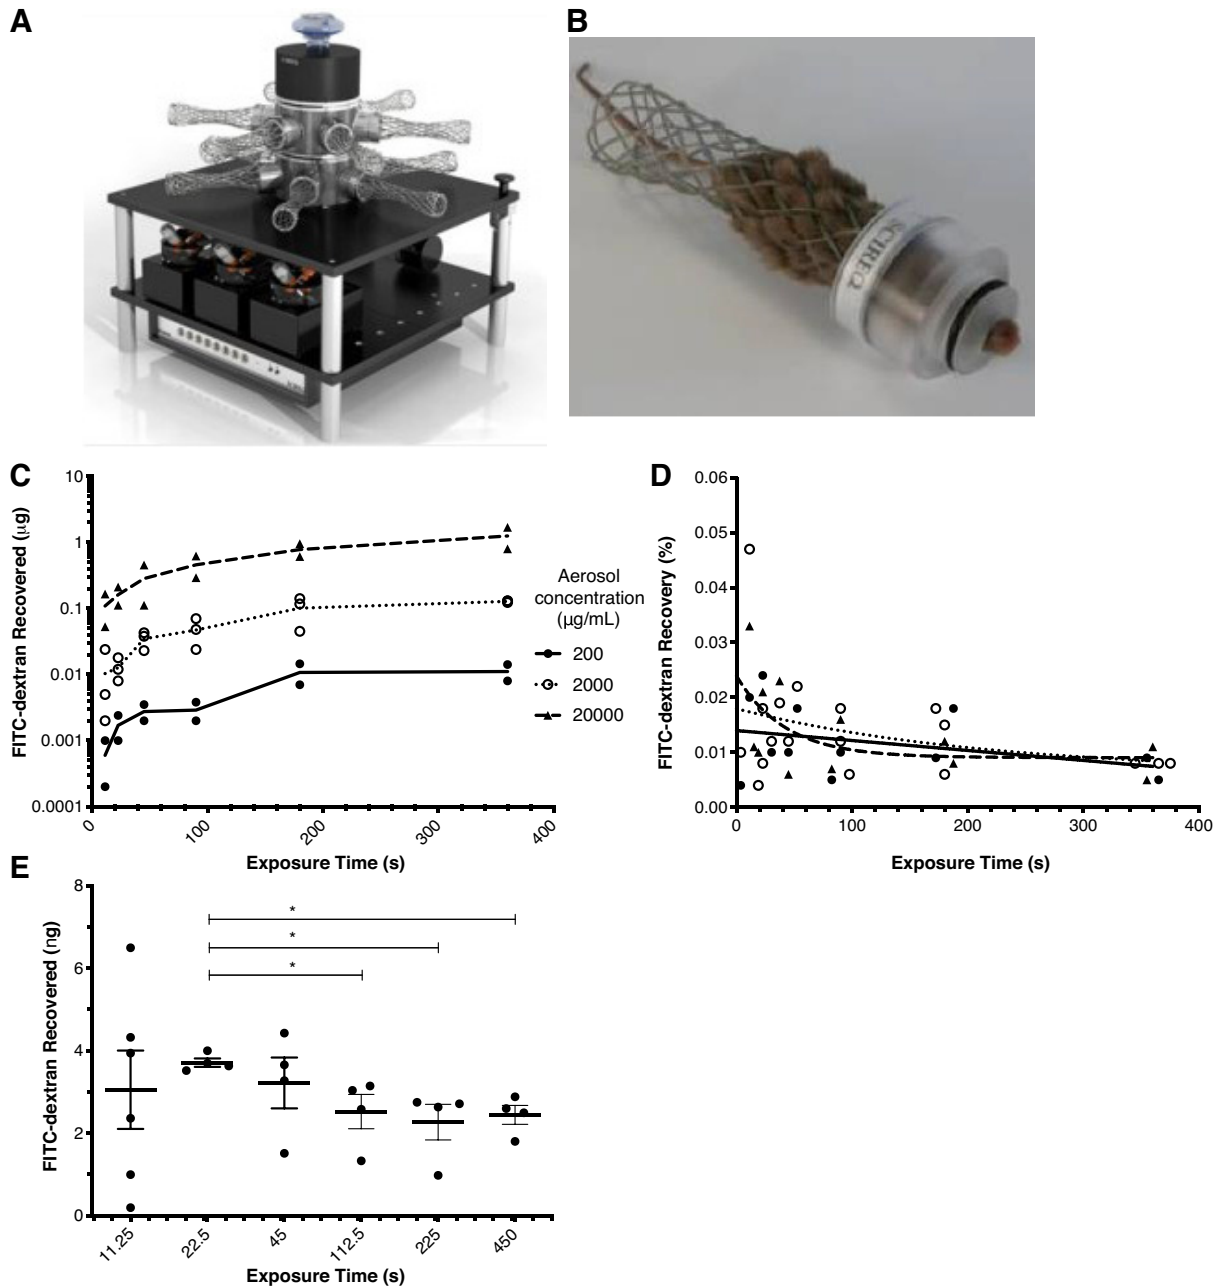 A
B
SCIREQ
C
FITC-dextran Recovered (µg)
10
1
0.1
0.01
0.001
0.0001
0
100
200
300
400
Exposure Time (s)
Aerosol
concentration
(µg/mL)
200
2000
20000
D
FITC-dextran Recovery (%)
0.06
0.05
0.04
0.03
0.02
0.01
0.00
0
100
200
300
400
Exposure Time (s)
E
FITC-dextran Recovered (ng)
8
6
4
2
0
*
*
*
11.25
22.5
45
112.5
225
450
Exposure Time (s)